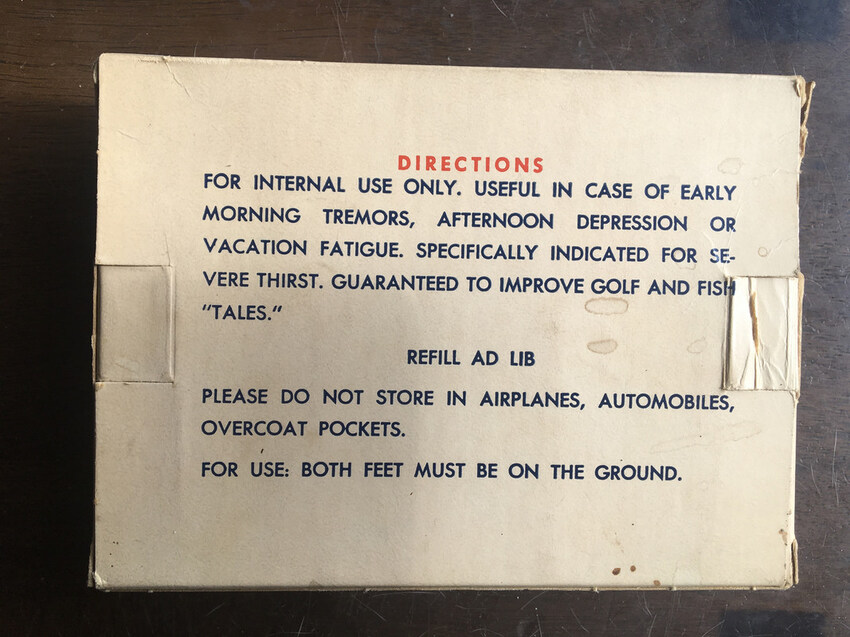 DIRECTIONS
FOR INTERNAL USE ONLY. USEFUL IN CASE OF EARLY
MORNING TREMORS, AFTERNOON DEPRESSION OR
VACATION FATIGUE. SPECIFICALLY INDICATED FOR SE-
VERE THIRST. GUARANTEED TO IMPROVE GOLF AND FISH
"TALES."
REFILL AD LIB
PLEASE DO NOT STORE IN AIRPLANES, AUTOMOBILES,
OVERCOAT POCKETS.
FOR USE: BOTH FEET MUST BE ON THE GROUND.